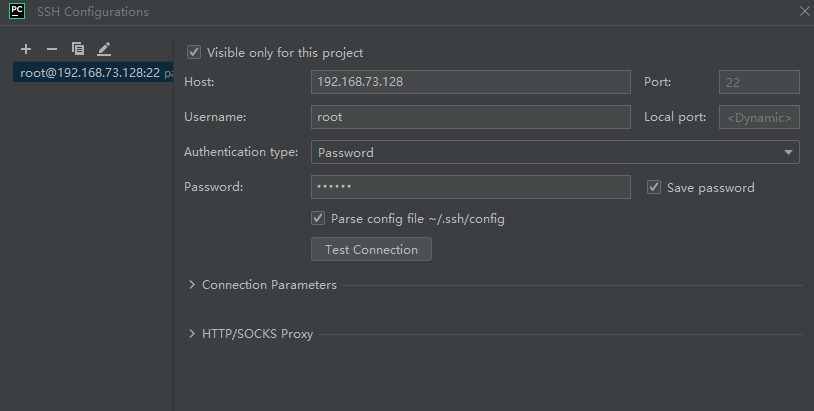 PC SSH Configurations
root@192.168.73.128:22 pa
Visible only for this project
Host: 192.168.73.128 Port: 22
Username: root Local port: <Dynamic>
Authentication type: Password
Password: •••••• Save password
Parse config file ~/.ssh/config
Test Connection
Connection Parameters
HTTP/SOCKS Proxy